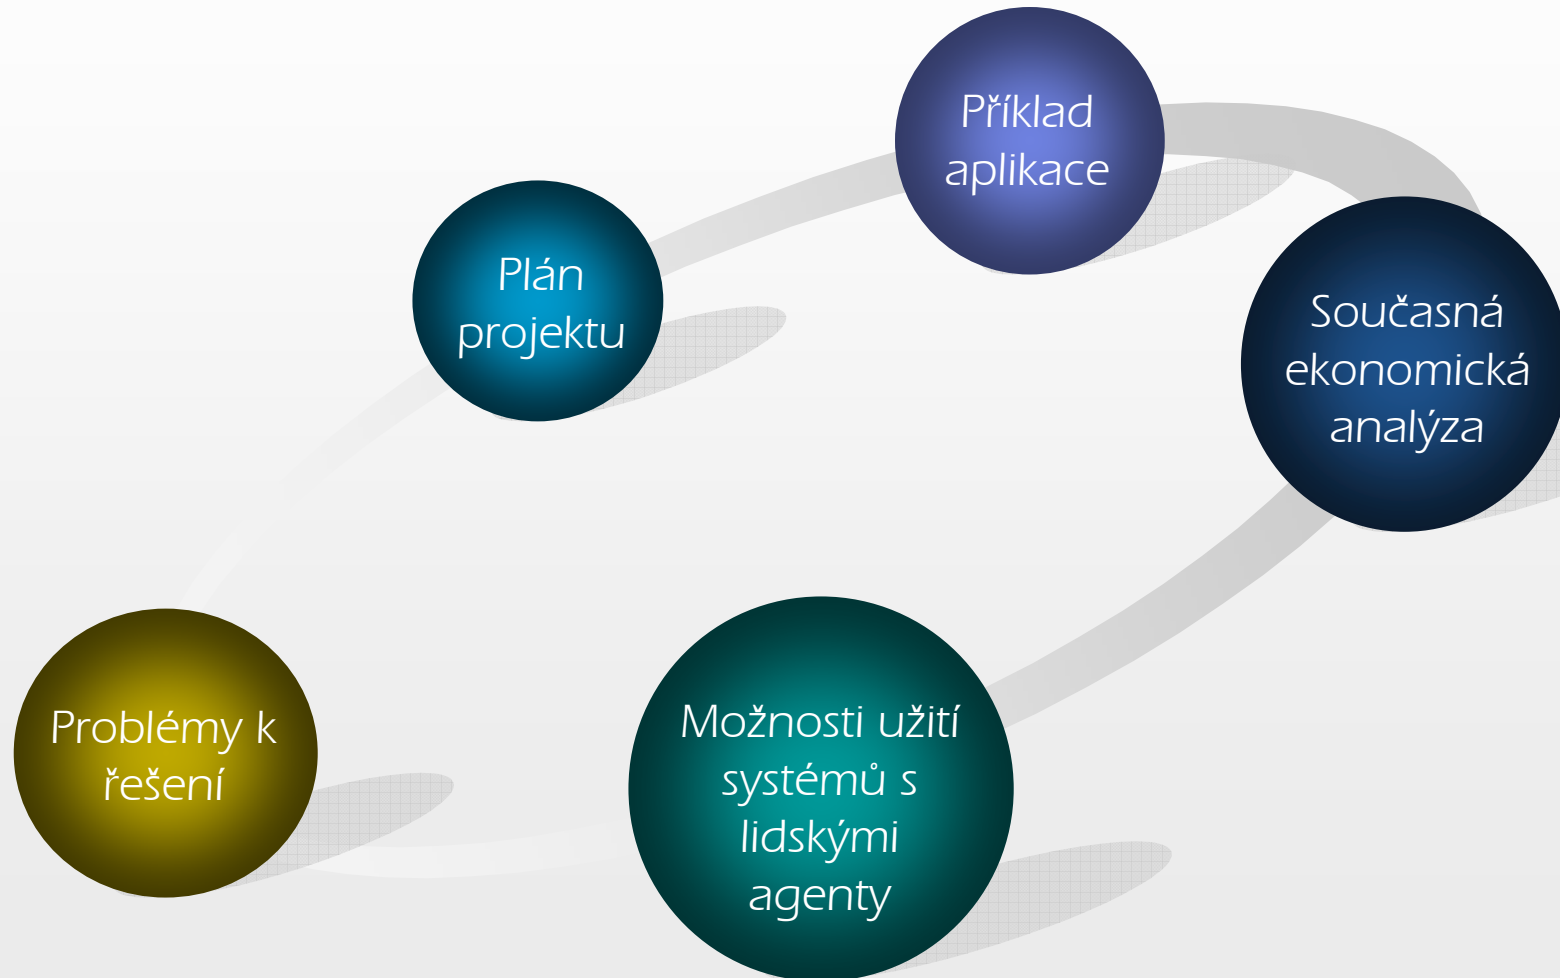 Příklad
aplikace
Plán
projektu
Současná
ekonomická
analýza
Problémy k
řešení
Možnosti užití
systémů s
lidskými
agenty